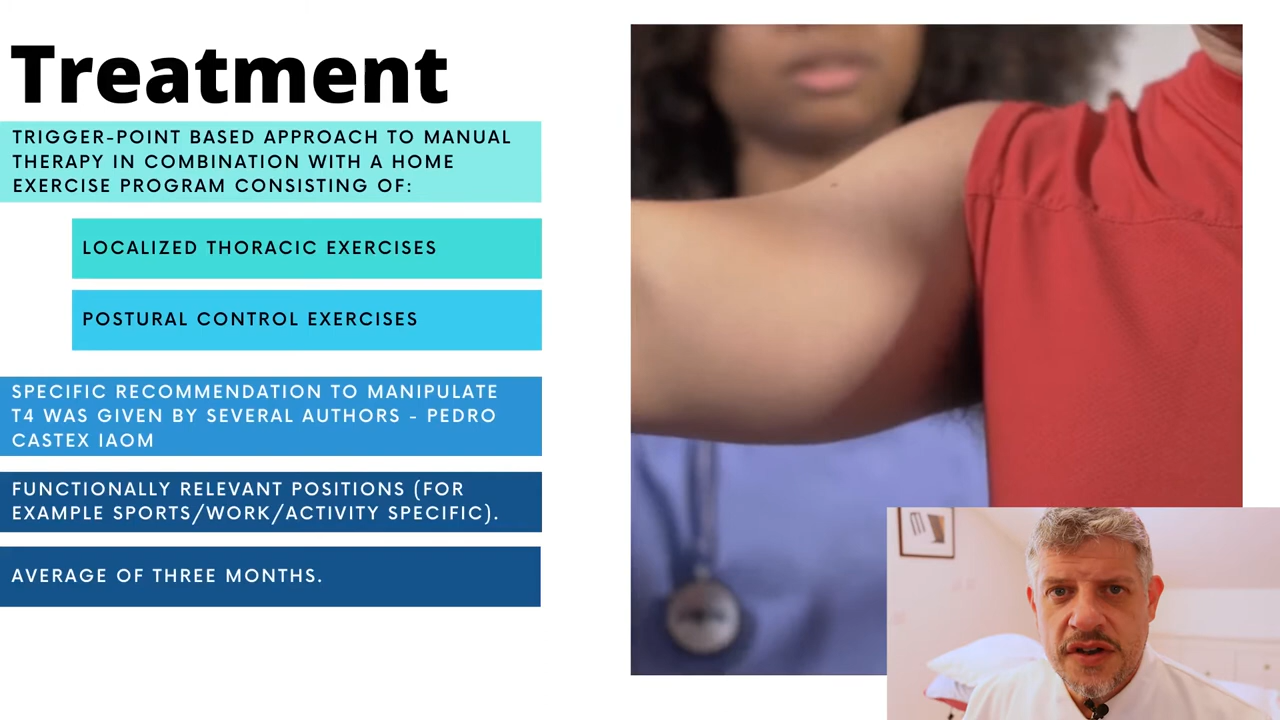 Treatment
TRIGGER-POINT BASED APPROACH TO MANUAL
THERAPY IN COMBINATION WITH A HOME
EXERCISE PROGRAM CONSISTING OF:
LOCALIZED THORACIC EXERCISES
POSTURAL CONTROL EXERCISES
SPECIFIC RECOMMENDATION TO MANIPULATE
T4 WAS GIVEN BY SEVERAL AUTHORS - PEDRO
CASTEX IAOM
FUNCTIONALLY RELEVANT POSITIONS (FOR
EXAMPLE SPORTS/WORK/ACTIVITY SPECIFIC).
AVERAGE OF THREE MONTHS.